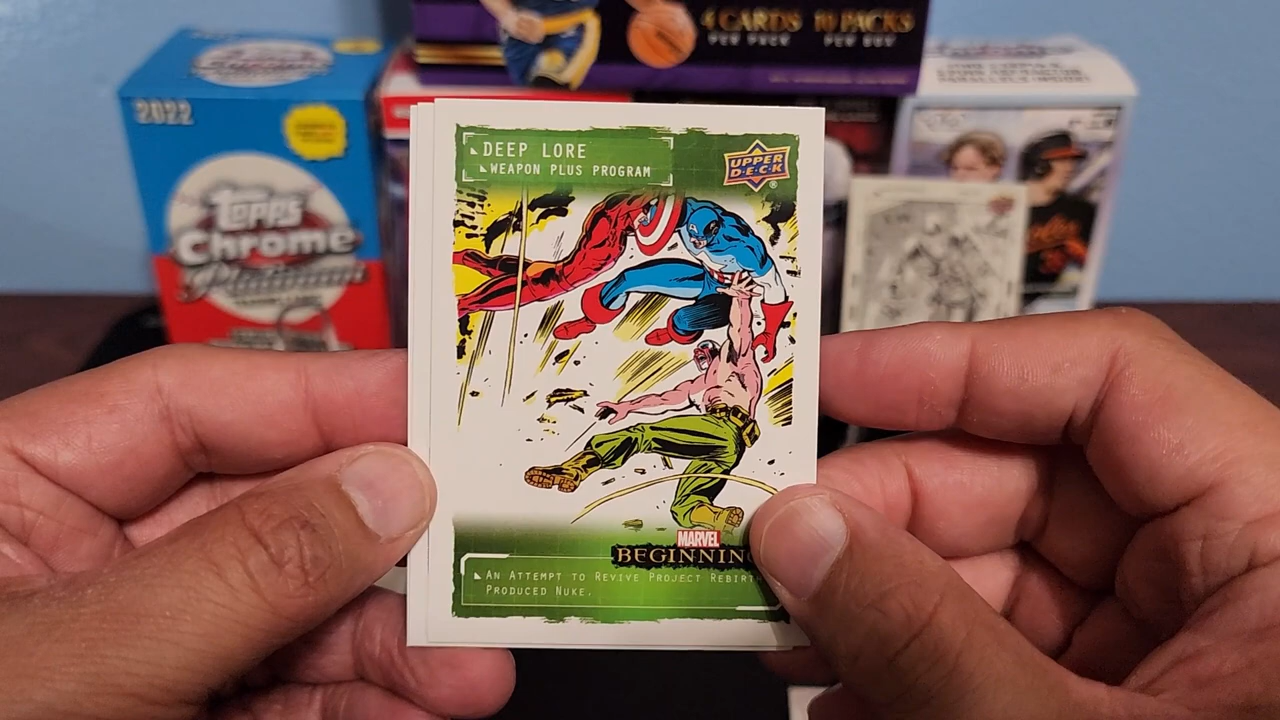 4 CARDS 10 PACKS
PER PACK PER BOX
2022
Topps
Chrome
Platinum
DEEP LORE
WEAPON PLUS PROGRAM
UPPER
DECK
®
MARVEL
BEGINNIN
AN ATTEMPT TO REVIVE PROJECT REBIRTH
PRODUCED NUKE.